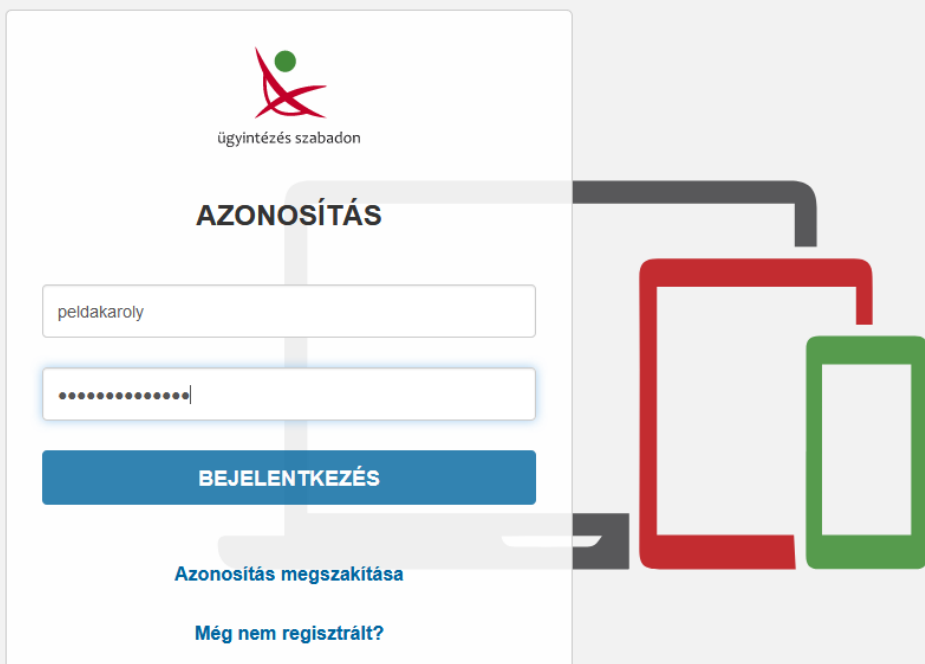 ügyintézés szabadon
AZONOSÍTÁS
peldakaroly
••••••••••••••
BEJELENTKEZÉS
Azonosítás megszakítása
Még nem regisztrált?